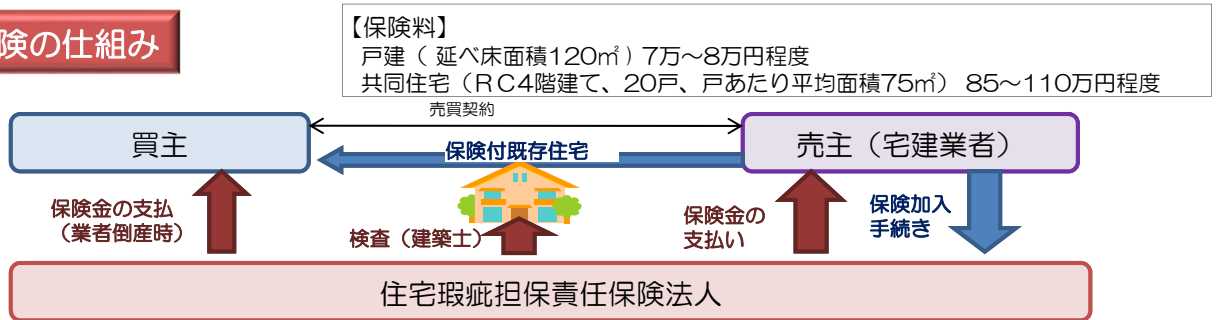 険の仕組み
【保険料】
戸建（ 延べ床面積120㎡ ) 7万～8万円程度
共同住宅（ＲＣ4階建て、20戸、戸あたり平均面積75㎡） 85～110万円程度
売買契約
買主
保険付既存住宅
売主（宅建業者）
保険金の支払
（業者倒産時）
検査（建築士）
保険金の
支払い
保険加入
手続き
住宅瑕疵担保責任保険法人